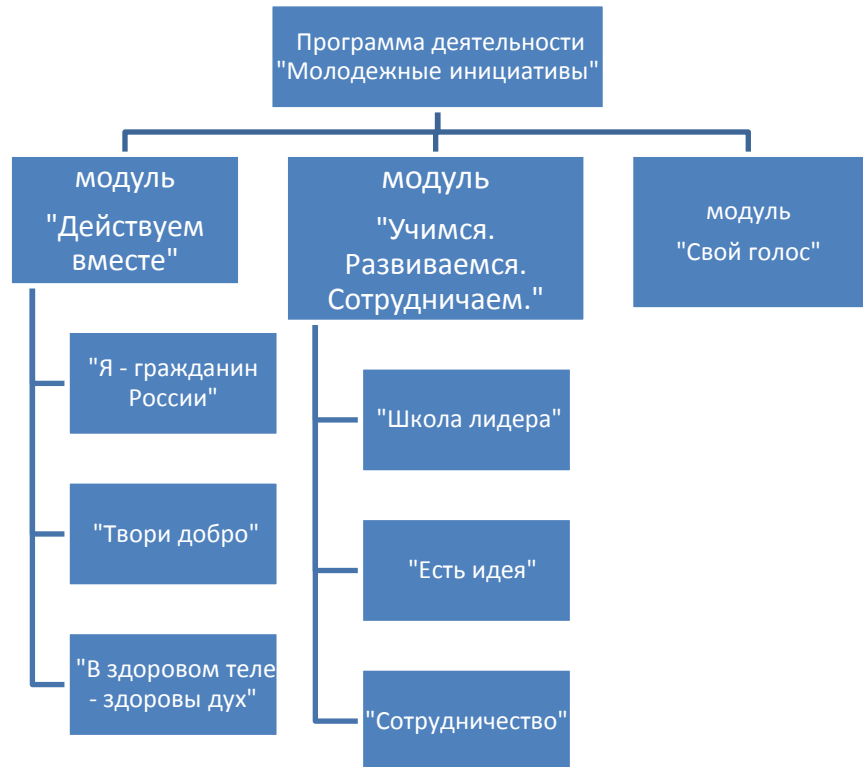 Программа деятельности
"Молодежные инициативы"
модуль
"Действуем
вместе"
"Я - гражданин
России"
"Твори добро"
"В здоровом теле
- здоровы дух"
модуль
"Учимся.
Развиваемся.
Сотрудничаем."
"Школа лидера"
"Есть идея"
"Сотрудничество"
модуль
"Свой голос"